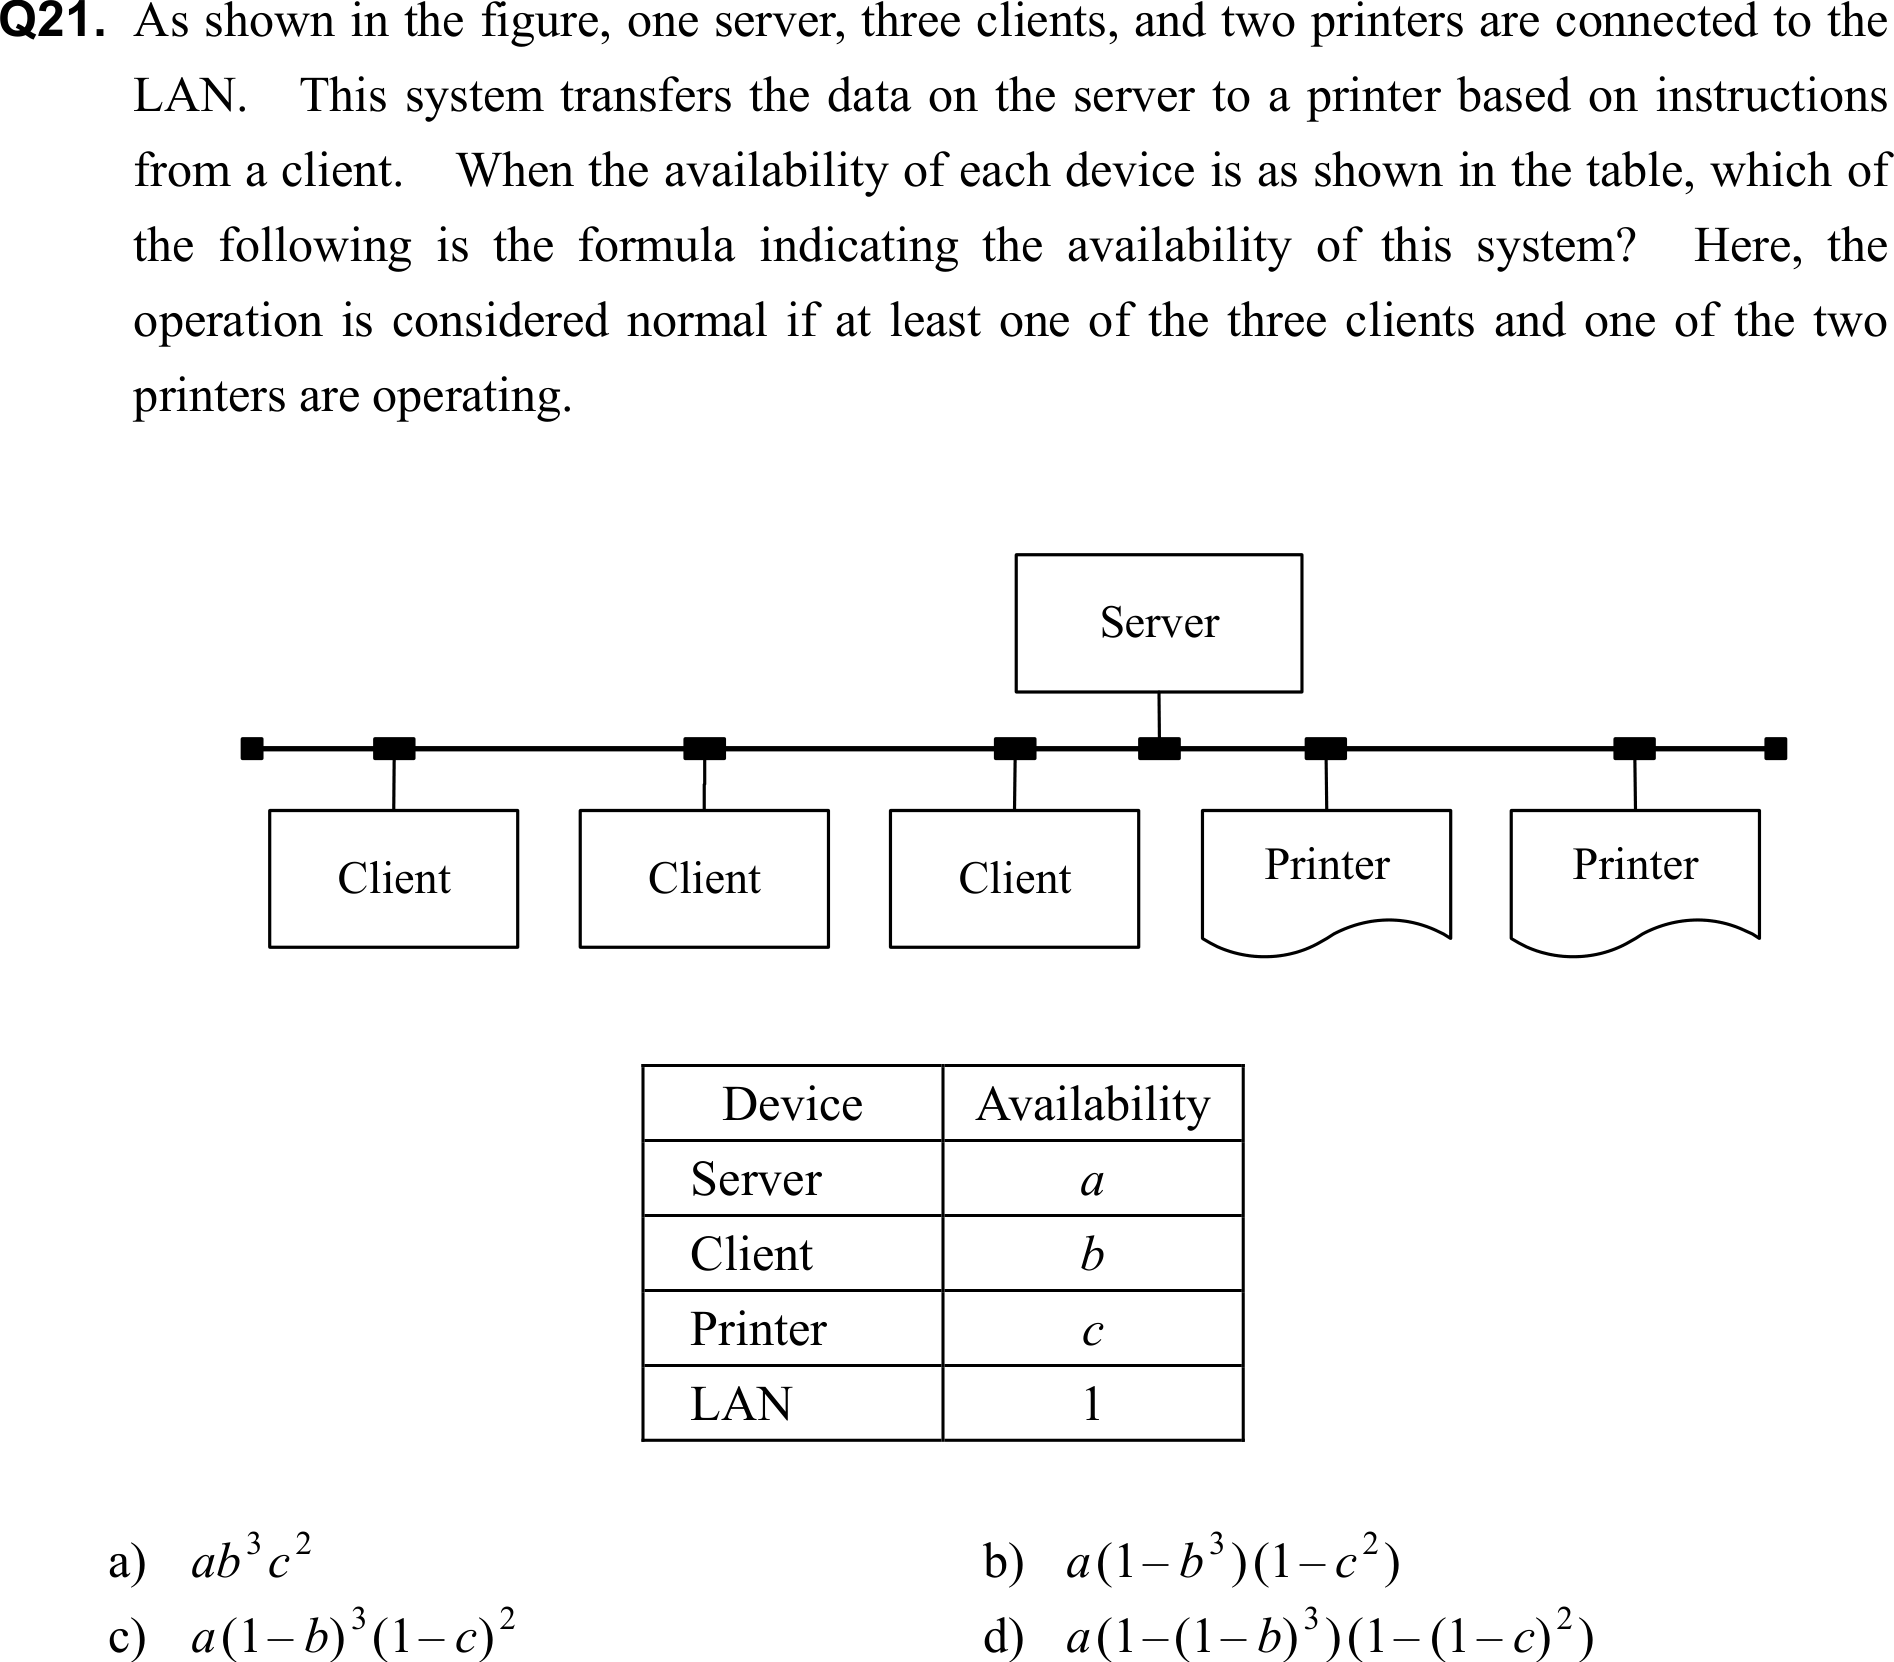 Q21. As shown in the figure, one server, three clients, and two printers are connected to the
LAN. This system transfers the data on the server to a printer based on instructions
from a client. When the availability of each device is as shown in the table, which of
the following is the formula indicating the availability of this system? Here, the
operation is considered normal if at least one of the three clients and one of the two
printers are operating.
Server
Client Client Client Printer Printer
Device Availability
Server a
Client b
Printer c
LAN 1
a) ab³c² b) a(1–b³)(1–c²)
c) a(1–b)³(1–c)² d) a(1–(1–b)³)(1–(1–c)²)